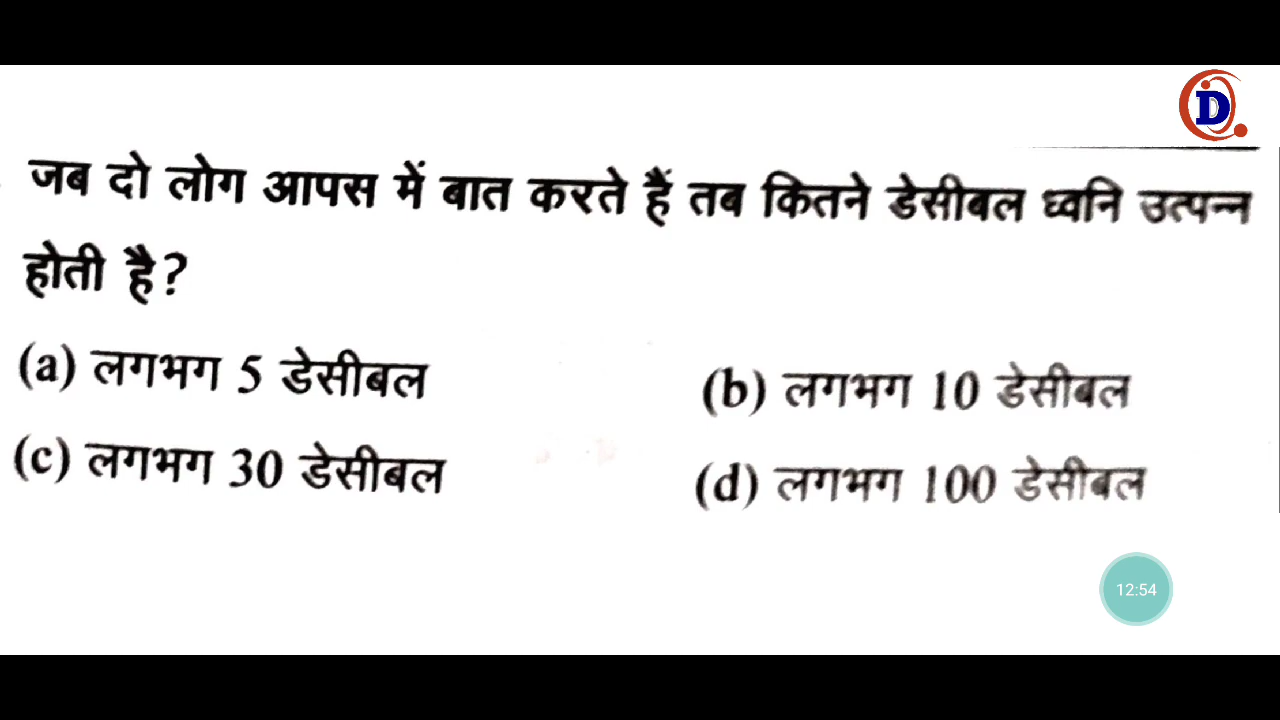 D
जब दो लोग आपस में बात करते हैं तब कितने डेसीबल ध्वनि उत्पन्न
होती है?
(a) लगभग 5 डेसीबल (b) लगभग 10 डेसीबल
(c) लगभग 30 डेसीबल (d) लगभग 100 डेसीबल
12:54